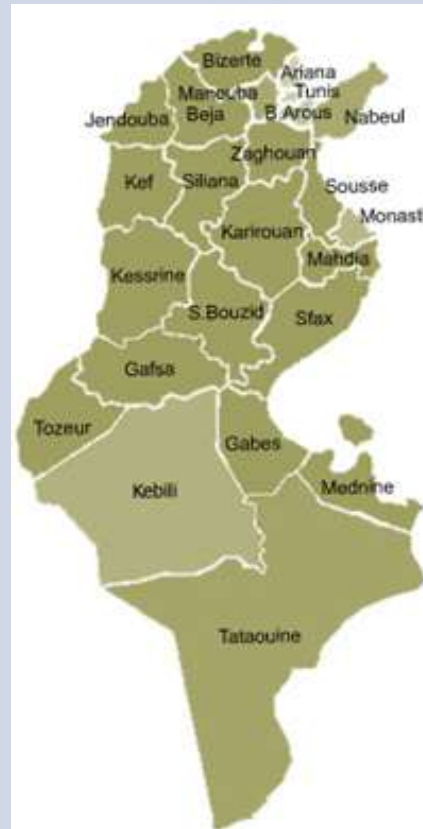 Bizerte
Ariana
Tunis
Manouba
Beja
B.Arous
Nabeul
Jendouba
Zaghouan
Kef
Siliana
Sousse
Monast
Karirouan
Mahdia
Kessrine
S.Bouzid
Sfax
Gafsa
Tozeur
Gabes
Kebili
Mednine
Tataouine